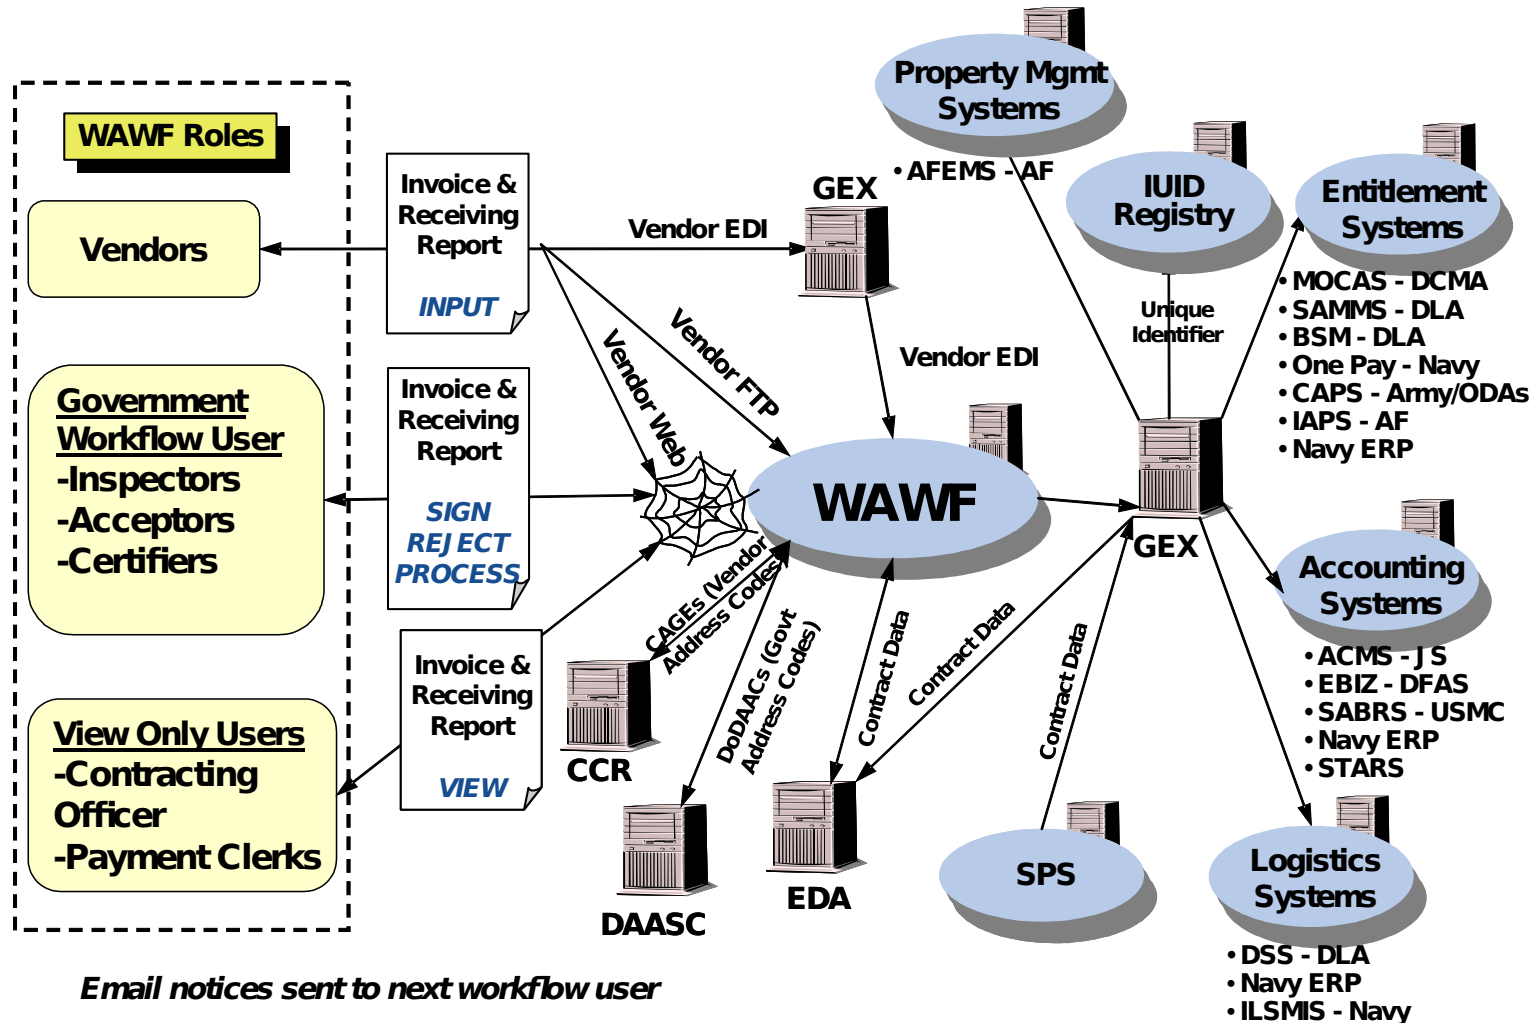 WAWF Roles
Vendors
Government
Workflow User
-Inspectors
-Acceptors
-Certifiers
View Only Users
-Contracting
Officer
-Payment Clerks
Invoice &
Receiving
Report
INPUT
Invoice &
Receiving
Report
SIGN
REJECT
PROCESS
Invoice &
Receiving
Report
VIEW
Vendor EDI
GEX
Vendor EDI
Vendor FTP
Vendor Web
WAWF
CAGEs (Vendor
Address Codes)
CCR
DoDAACs (Govt
Address Codes)
DAASC
Contract Data
EDA
Contract Data
Contract Data
SPS
GEX
Property Mgmt
Systems
• AFEMS - AF
IUID
Registry
Unique
Identifier
Entitlement
Systems
• MOCAS - DCMA
• SAMMS - DLA
• BSM - DLA
• One Pay - Navy
• CAPS - Army/ODAs
• IAPS - AF
• Navy ERP
Accounting
Systems
• ACMS - JS
• EBIZ - DFAS
• SABRS - USMC
• Navy ERP
• STARS
Logistics
Systems
• DSS - DLA
• Navy ERP
• ILSMIS - Navy
Email notices sent to next workflow user